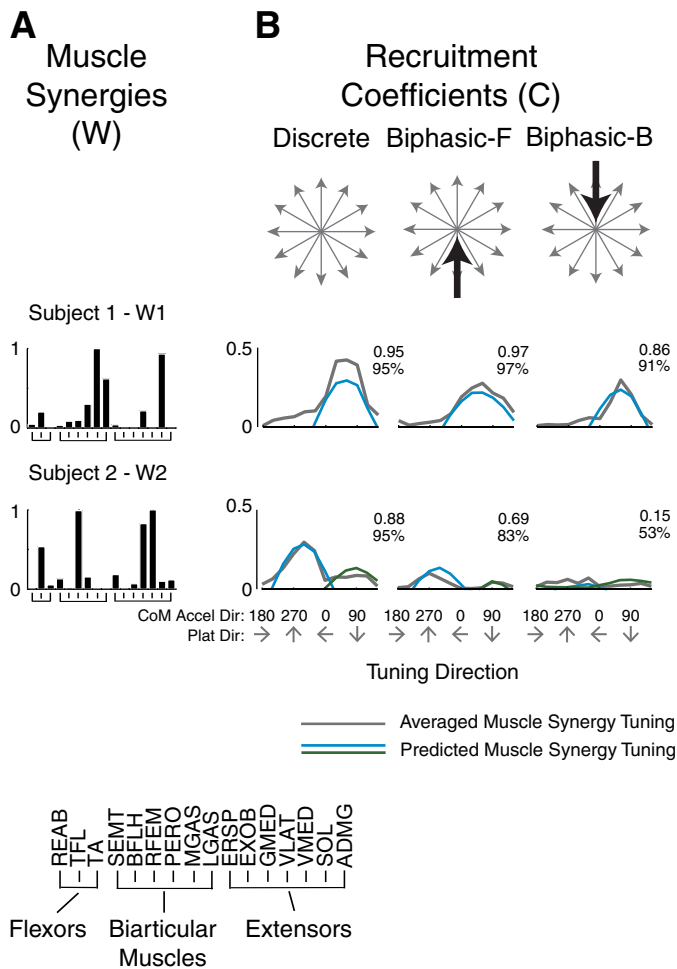 A
B
Muscle
Synergies
(W)
Recruitment
Coefficients (C)
Discrete
Biphasic-F
Biphasic-B
Subject 1 - W1
1
0
0.5
0
0.95
95%
0.97
97%
0.86
91%
Subject 2 - W2
1
0
0.5
0
0.88
95%
0.69
83%
0.15
53%
CoM Accel Dir: 180 270 0 90 180 270 0 90 180 270 0 90
Plat Dir:
Tuning Direction
Averaged Muscle Synergy Tuning
Predicted Muscle Synergy Tuning
REAB
TFL
TA
SEMT
BFLH
RFEM
PERO
MGAS
LGAS
ERSP
EXOB
GMED
VLAT
VMED
SOL
ADMG
Flexors
Biarticular
Muscles
Extensors